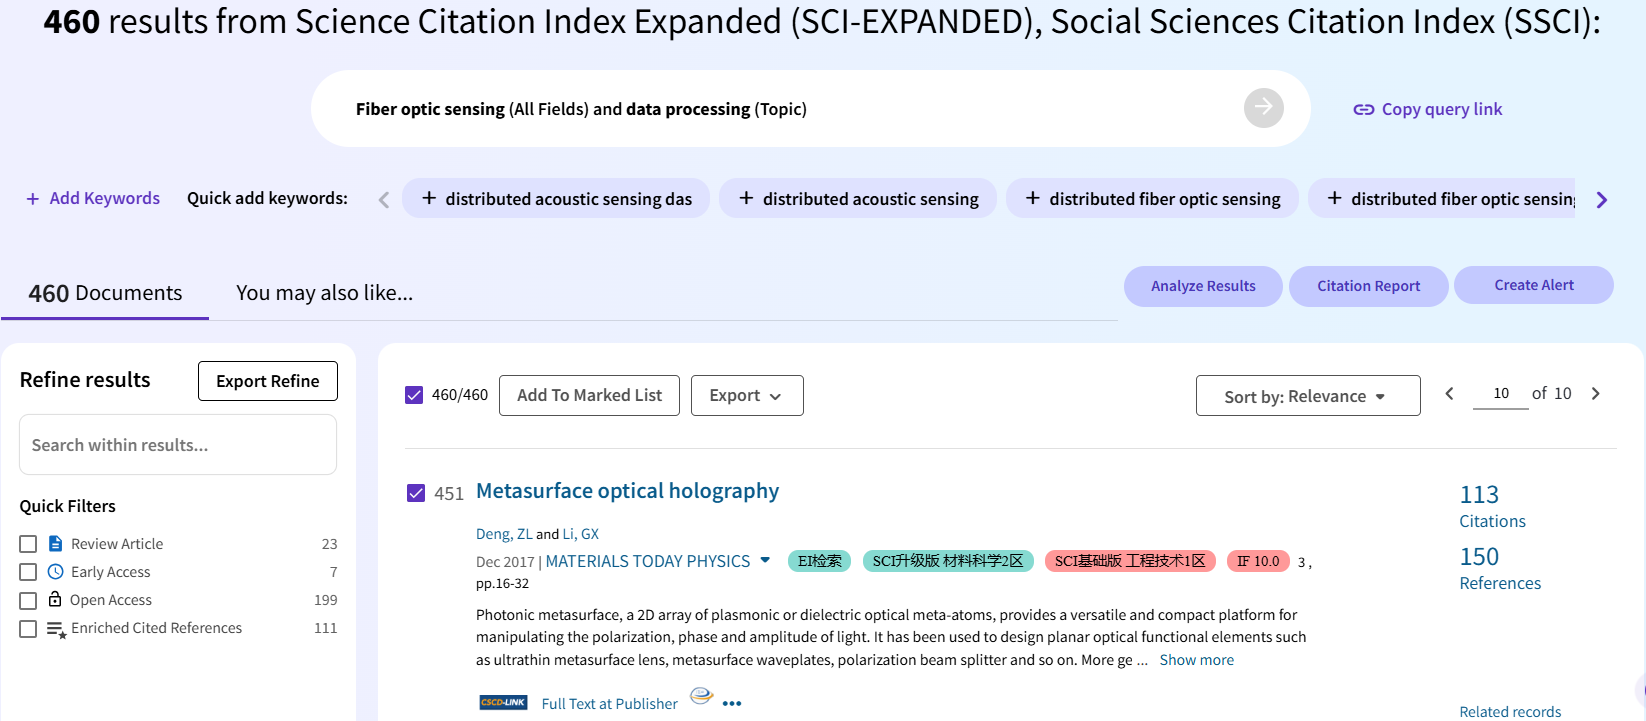 460 results from Science Citation Index Expanded (SCI-EXPANDED), Social Sciences Citation Index (SSCI):
Fiber optic sensing (All Fields) and data processing (Topic)
Copy query link
+ Add Keywords
Quick add keywords:
+ distributed acoustic sensing das
+ distributed acoustic sensing
+ distributed fiber optic sensing
+ distributed fiber optic sensing
460 Documents
You may also like...
Analyze Results
Citation Report
Create Alert
Refine results
Export Refine
Search within results...
Quick Filters
Review Article 23
Early Access 7
Open Access 199
Enriched Cited References 111
460/460
Add To Marked List
Export
Sort by: Relevance
10 of 10
451 Metasurface optical holography
Deng, ZL and Li, GX
Dec 2017 | MATERIALS TODAY PHYSICS EI检索 SCI升级版 材料科学2区 SCI基础版 工程技术1区 IF 10.0 3 ,
pp.16-32
Photonic metasurface, a 2D array of plasmonic or dielectric optical meta-atoms, provides a versatile and compact platform for
manipulating the polarization, phase and amplitude of light. It has been used to design planar optical functional elements such
as ultrathin metasurface lens, metasurface waveplates, polarization beam splitter and so on. More ge ... Show more
CSCD-LINK Full Text at Publisher
113
Citations
150
References
Related records